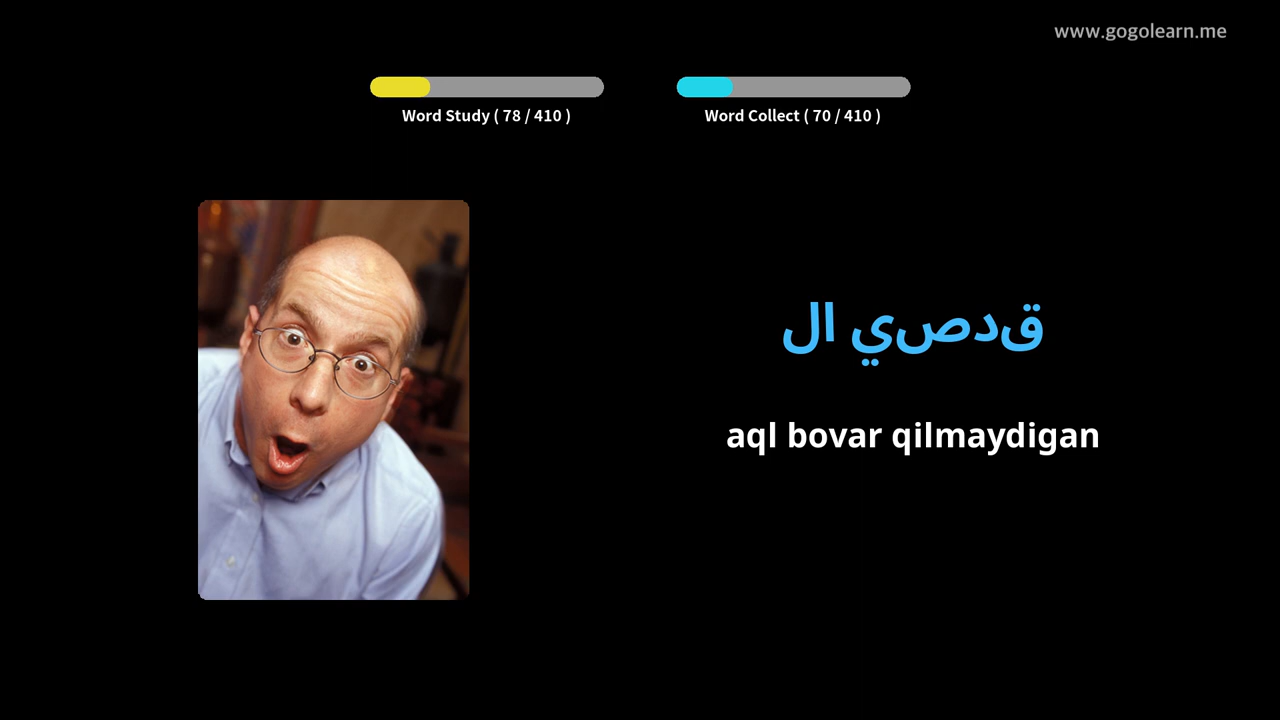 www.gogolearn.me
Word Study ( 78 / 410 )
Word Collect ( 70 / 410 )
قدصي ال
aql bovar qilmaydigan